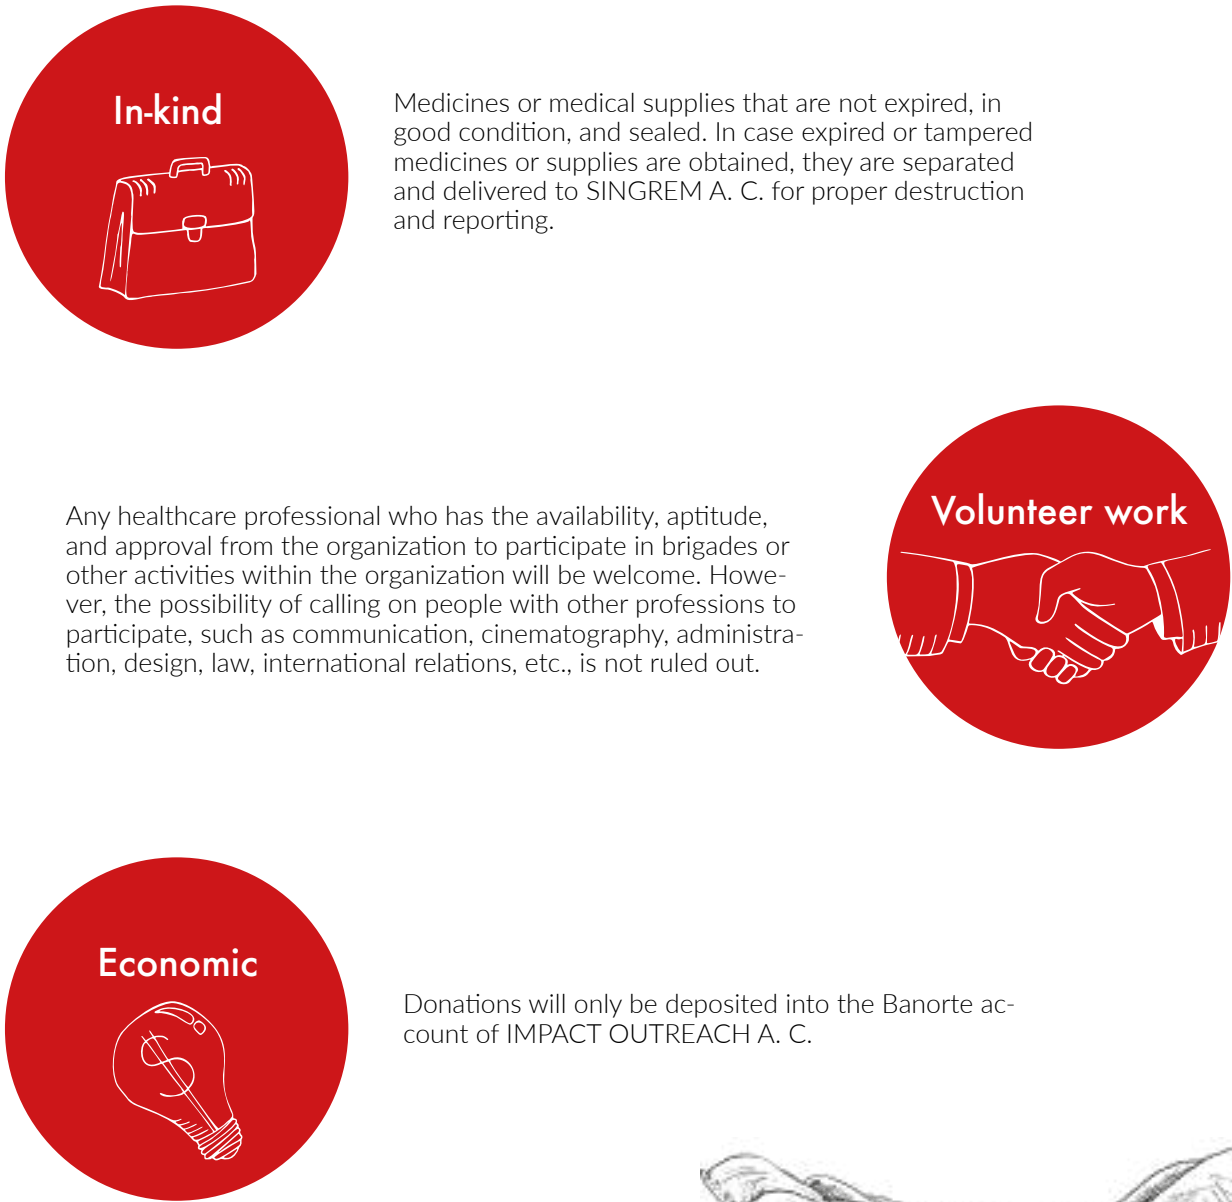 In-kind
Medicines or medical supplies that are not expired, in
good condition, and sealed. In case expired or tampered
medicines or supplies are obtained, they are separated
and delivered to SINGREM A. C. for proper destruction
and reporting.
Volunteer work
Any healthcare professional who has the availability, aptitude,
and approval from the organization to participate in brigades or
other activities within the organization will be welcome. Howe-
ver, the possibility of calling on people with other professions to
participate, such as communication, cinematography, administra-
tion, design, law, international relations, etc., is not ruled out.
Economic
Donations will only be deposited into the Banorte ac-
count of IMPACT OUTREACH A. C.